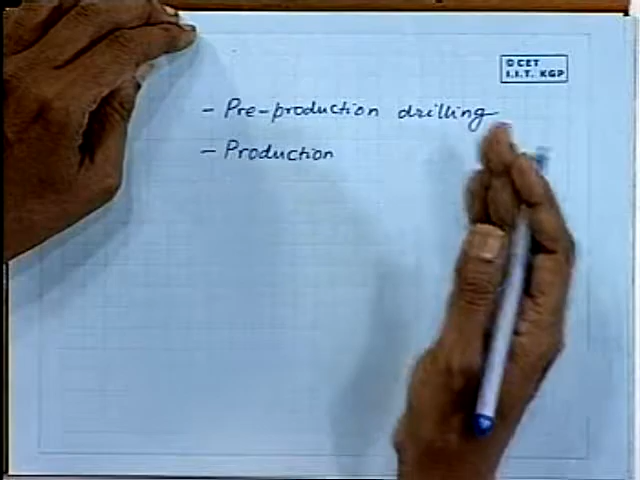 © CET
I.I.T. KGP
- Pre-production drilling
- Production